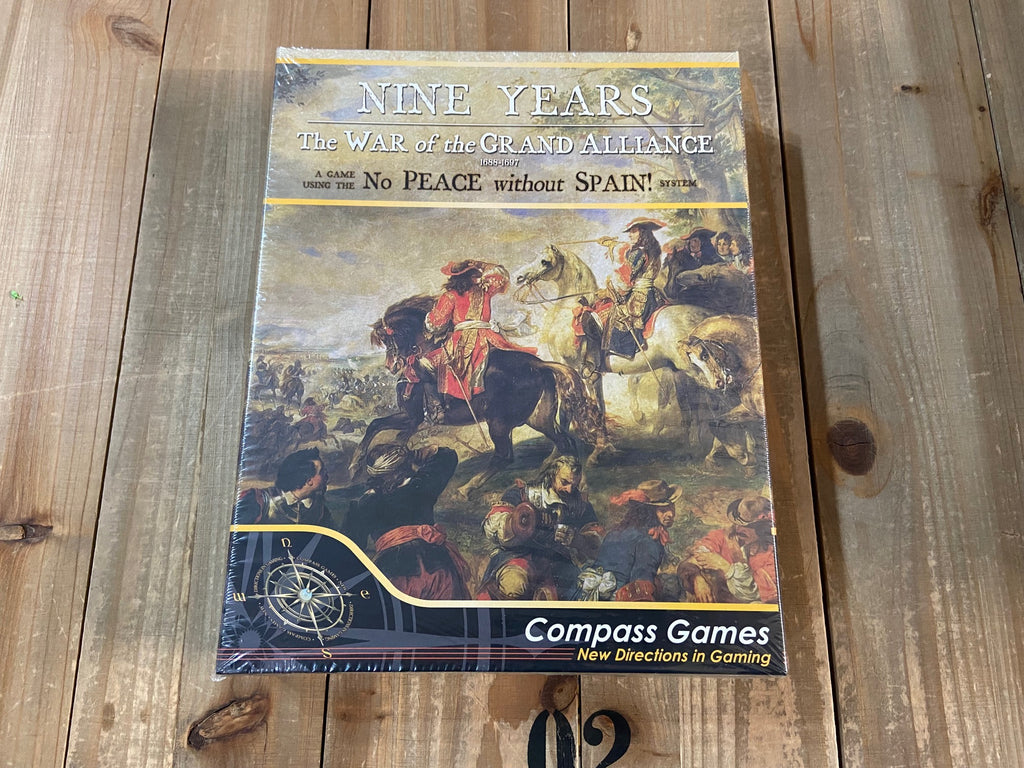 NINE YEARS
The WAR of the GRAND ALLIANCE
1688-1697
A GAME
USING THE No PEACE without SPAIN! SYSTEM
n
w e
s
Compass Games
New Directions in Gaming
02